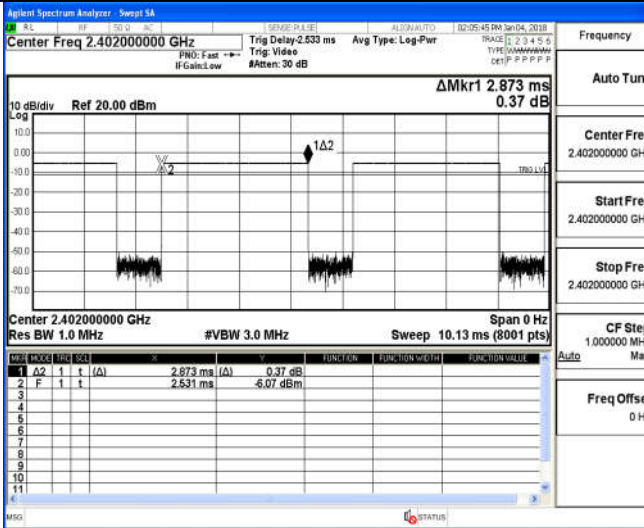 Agilent Spectrum Analyzer - Swept SA
RL RF 50 Ω AC SENSE:PULSE ALIGNAUTO 02:05:45 PM Jan 04, 2018
Center Freq 2.402000000 GHz
PNO: Fast
IFGain:Low
Trig Delay-2.533 ms
Trig: Video
#Atten: 30 dB
Avg Type: Log-Pwr
TRACE 1 2 3 4 5 6
TYPE
DET P P P P P P
ΔMkr1 2.873 ms
0.37 dB
10 dB/div Ref 20.00 dBm
Log
10.0
0.00
-10.0
-20.0
-30.0
-40.0
-50.0
-60.0
-70.0
1Δ2
2
TRIG LVL
Center 2.402000000 GHz Span 0 Hz
Res BW 1.0 MHz #VBW 3.0 MHz Sweep 10.13 ms (8001 pts)
MKR MODE TRC SCL X Y FUNCTION FUNCTION WIDTH FUNCTION VALUE
1 Δ2 1 t (Δ) 2.873 ms (Δ) 0.37 dB
2 F 1 t 2.531 ms -6.07 dBm
3
4
5
6
7
8
9
10
11
MSG STATUS
Frequency
Auto Tun
Center Fre
2.402000000 GH
Start Fre
2.402000000 GH
Stop Fre
2.402000000 GH
CF Ste
1.000000 MH
Auto Ma
Freq Offse
0 H